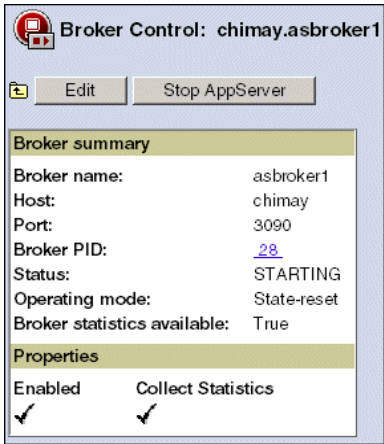 Broker Control: chimay.asbroker1
Edit Stop AppServer
Broker summary
Broker name: asbroker1
Host: chimay
Port: 3090
Broker PID: 28
Status: STARTING
Operating mode: State-reset
Broker statistics available: True
Properties
Enabled Collect Statistics